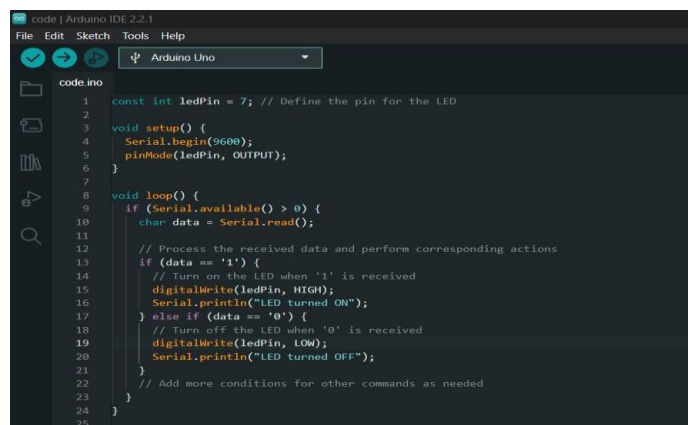 code | Arduino IDE 2.2.1
File Edit Sketch Tools Help
Arduino Uno
code.ino
1 const int ledPin = 7; // Define the pin for the LED
2
3 void setup() {
4   Serial.begin(9600);
5   pinMode(ledPin, OUTPUT);
6 }
7
8 void loop() {
9   if (Serial.available() > 0) {
10     char data = Serial.read();
11
12     // Process the received data and perform corresponding actions
13     if (data == '1') {
14       // Turn on the LED when '1' is received
15       digitalWrite(ledPin, HIGH);
16       Serial.println("LED turned ON");
17     } else if (data == '0') {
18       // Turn off the LED when '0' is received
19       digitalWrite(ledPin, LOW);
20       Serial.println("LED turned OFF");
21     }
22     // Add more conditions for other commands as needed
23   }
24 }
25